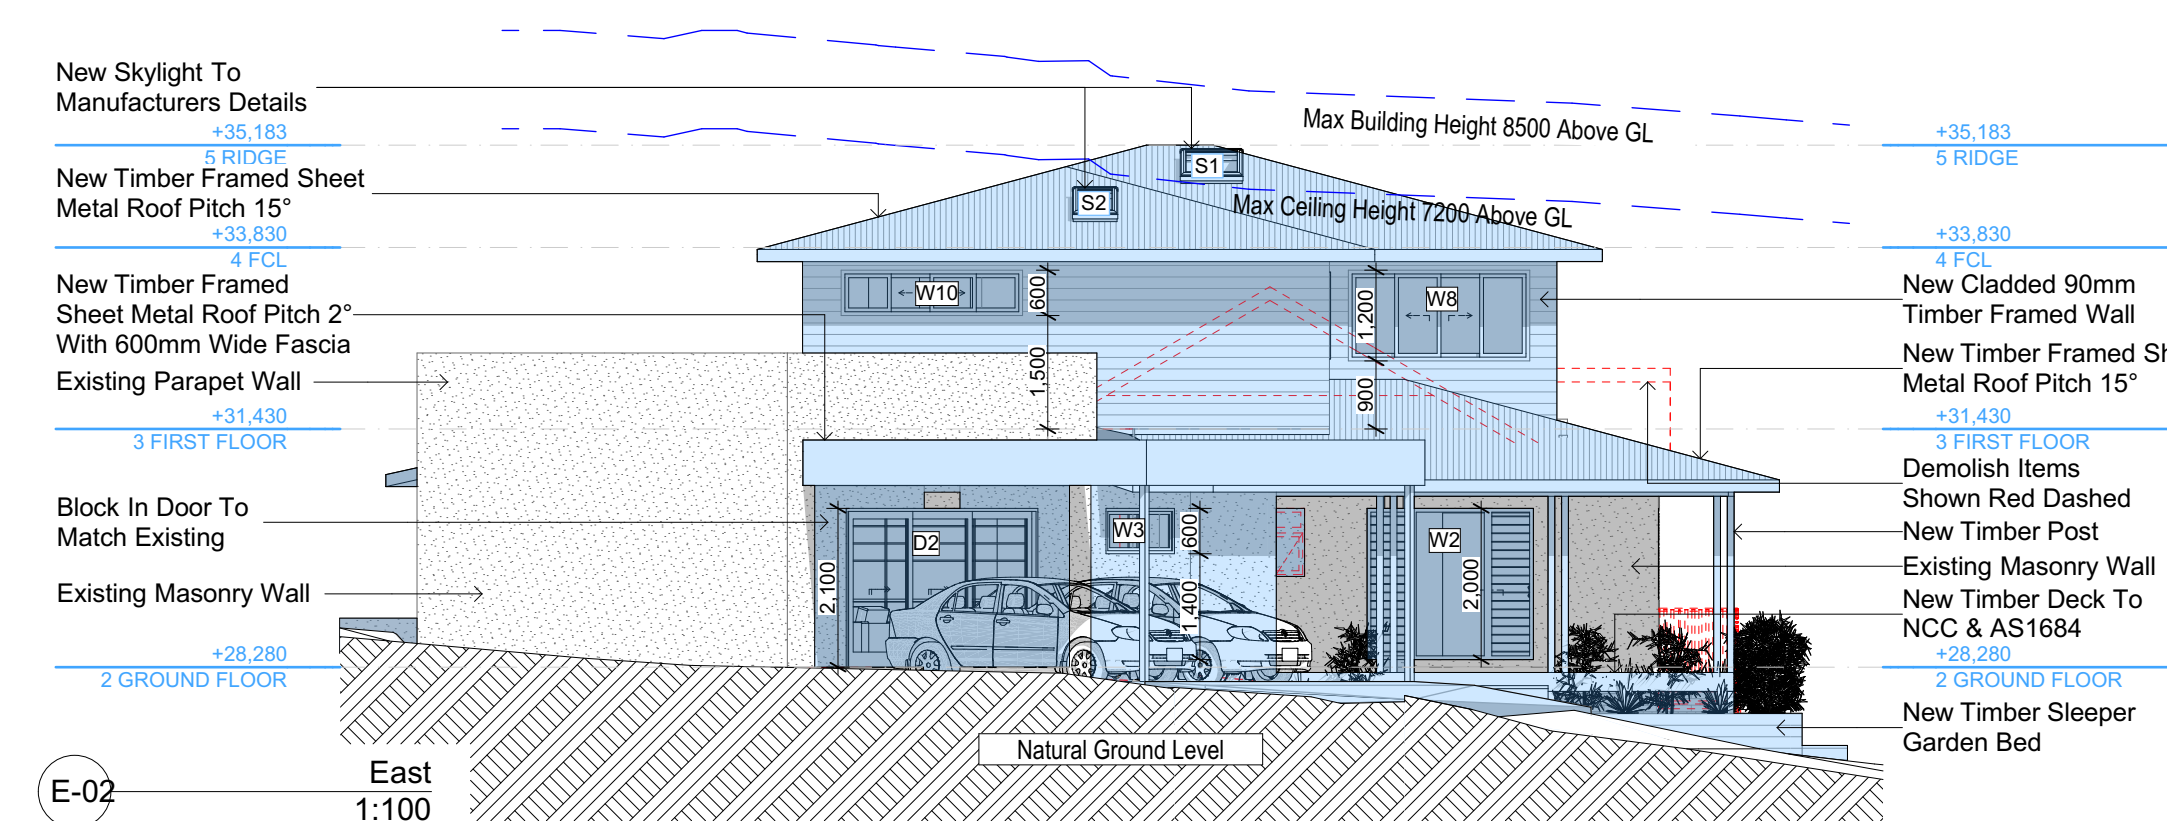 New Skylight To
Manufacturers Details
+35,183
5 RIDGE
New Timber Framed Sheet
Metal Roof Pitch 15°
+33,830
4 FCL
New Timber Framed
Sheet Metal Roof Pitch 2°
With 600mm Wide Fascia
Existing Parapet Wall
+31,430
3 FIRST FLOOR
Block In Door To
Match Existing
Existing Masonry Wall
+28,280
2 GROUND FLOOR
E-02
East
1:100
Max Building Height 8500 Above GL
Max Ceiling Height 7200 Above GL
S1
S2
W10
600
1,500
W8
1,200
900
D2
2,100
W3
600
1,400
W2
2,000
Natural Ground Level
+35,183
5 RIDGE
+33,830
4 FCL
New Cladded 90mm
Timber Framed Wall
New Timber Framed Sh
Metal Roof Pitch 15°
+31,430
3 FIRST FLOOR
Demolish Items
Shown Red Dashed
New Timber Post
Existing Masonry Wall
New Timber Deck To
NCC & AS1684
+28,280
2 GROUND FLOOR
New Timber Sleeper
Garden Bed